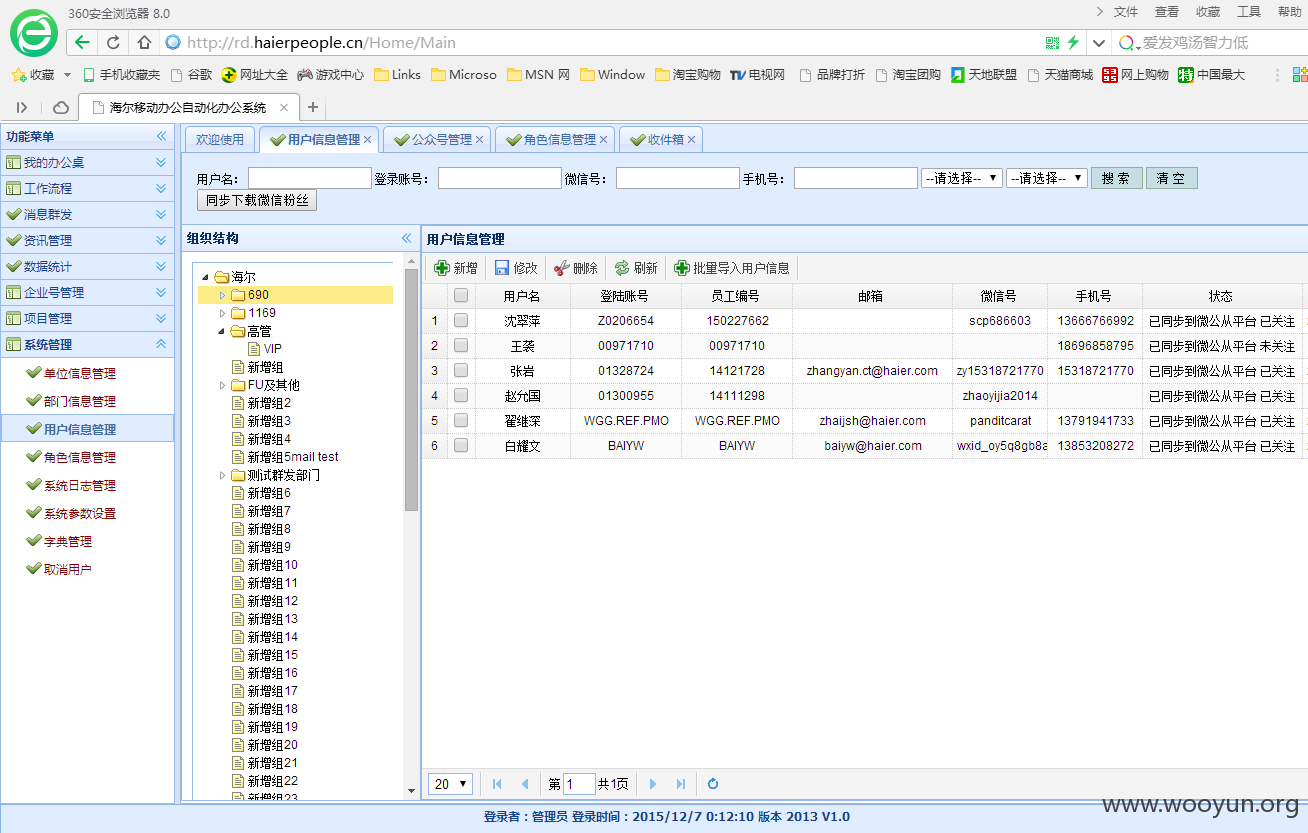 360安全浏览器 8.0
文件 查看 收藏 工具 帮助
http://rd.haierpeople.cn/Home/Main
爱发鸡汤智力低
收藏 手机收藏夹 谷歌 网址大全 游戏中心 Links Microso MSN 网 Window 淘宝购物 电视网 品牌打折 淘宝团购 天地联盟 天猫商城 网上购物 中国最大
海尔移动办公自动化办公系统
功能菜单
我的办公桌
工作流程
消息群发
资讯管理
数据统计
企业号管理
项目管理
系统管理
单位信息管理
部门信息管理
用户信息管理
角色信息管理
系统日志管理
系统参数设置
字典管理
取消用户
欢迎使用 用户信息管理 公众号管理 角色信息管理 收件箱
用户名: 登录账号: 微信号: 手机号: --请选择-- --请选择-- 搜 索 清 空
同步下载微信粉丝
组织结构
海尔
690
1169
高管
VIP
新增组
FU及其他
新增组2
新增组3
新增组4
新增组5mail test
测试群发部门
新增组6
新增组7
新增组8
新增组9
新增组10
新增组11
新增组12
新增组13
新增组14
新增组15
新增组16
新增组17
新增组18
新增组19
新增组20
新增组21
新增组22
新增组23
用户信息管理
新增 修改 删除 刷新 批量导入用户信息
用户名 登陆账号 员工编号 邮箱 微信号 手机号 状态
1 沈翠萍 Z0206654 150227662 scp686603 13666766992 已同步到微公从平台 已关注
2 王袭 00971710 00971710 18696858795 已同步到微公从平台 未关注
3 张岩 01328724 14121728 zhangyan.ct@haier.com zy15318721770 15318721770 已同步到微公从平台 已关注
4 赵允国 01300955 14111298 zhaoyijia2014 已同步到微公从平台 已关注
5 翟继深 WGG.REF.PMO WGG.REF.PMO zhaijsh@haier.com panditcarat 13791941733 已同步到微公从平台 已关注
6 白耀文 BAIYW BAIYW baiyw@haier.com wxid_oy5q8gb8a 13853208272 已同步到微公从平台 已关注
20 第 1 共1页
登录者：管理员 登录时间：2015/12/7 0:12:10 版本 2013 V1.0
www.wooyun.org